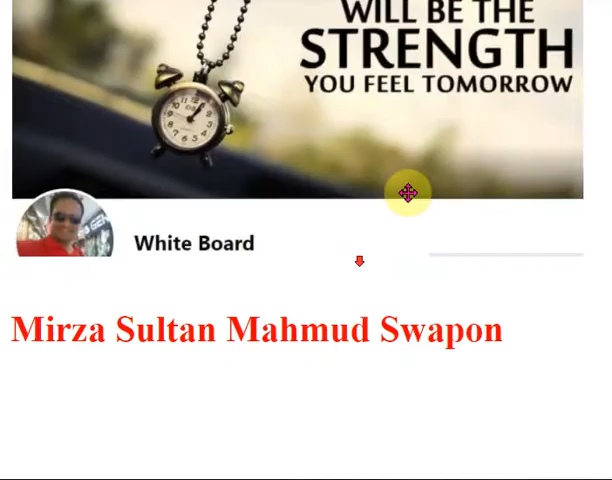 WILL BE THE
STRENGTH
YOU FEEL TOMORROW
White Board
Mirza Sultan Mahmud Swapon